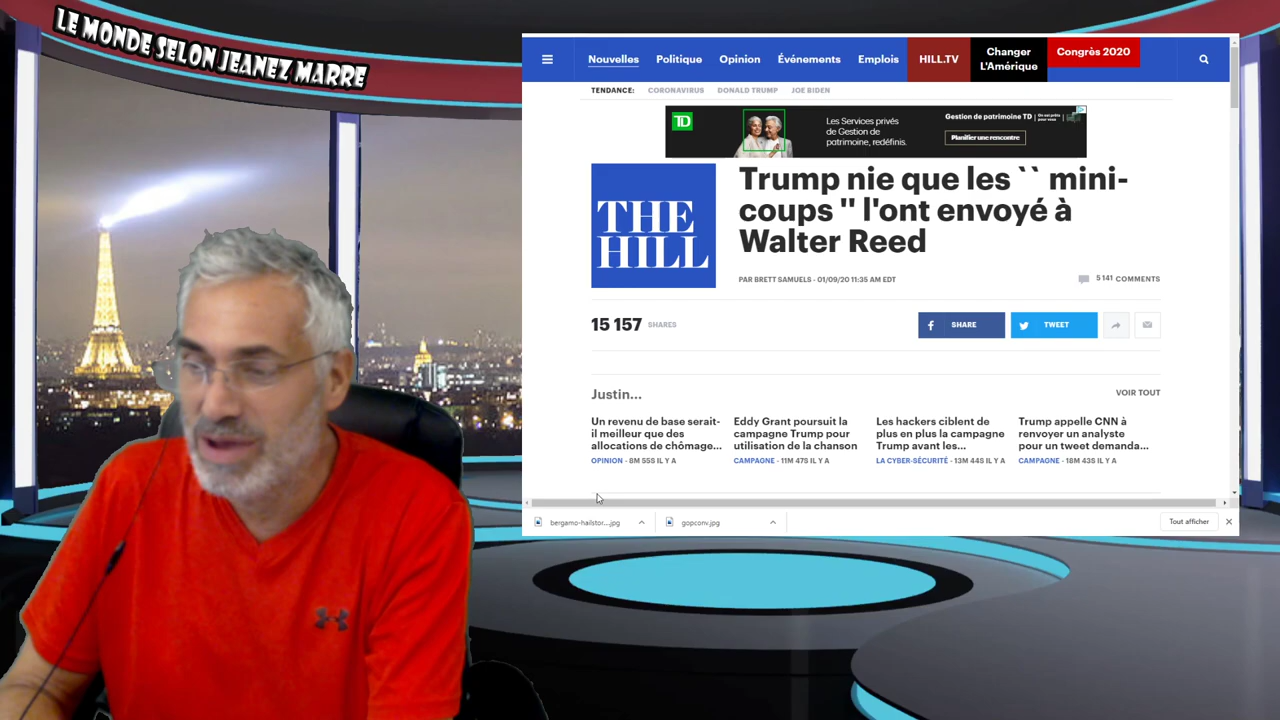 LE MONDE SELON JEANEZ MARRE
Nouvelles Politique Opinion Événements Emplois HILL.TV Changer L'Amérique Congrès 2020
TENDANCE: CORONAVIRUS DONALD TRUMP JOE BIDEN
TD
Les Services privés
de Gestion de
patrimoine, redéfinis.
Gestion de patrimoine TD
Planifier une rencontre
THE
HILL
Trump nie que les `` mini-
coups '' l'ont envoyé à
Walter Reed
PAR BRETT SAMUELS - 01/09/20 11:35 AM EDT
5 141 COMMENTS
15 157 SHARES
SHARE
TWEET
Justin...
VOIR TOUT
Un revenu de base serait-
il meilleur que des
allocations de chômage...
OPINION - 8M 55S IL Y A
Eddy Grant poursuit la
campagne Trump pour
utilisation de la chanson
CAMPAGNE - 11M 47S IL Y A
Les hackers ciblent de
plus en plus la campagne
Trump avant les...
LA CYBER-SÉCURITÉ - 13M 44S IL Y A
Trump appelle CNN à
renvoyer un analyste
pour un tweet demanda...
CAMPAGNE - 18M 43S IL Y A
bergamo-hailstor...jpg
gopconv.jpg
Tout afficher